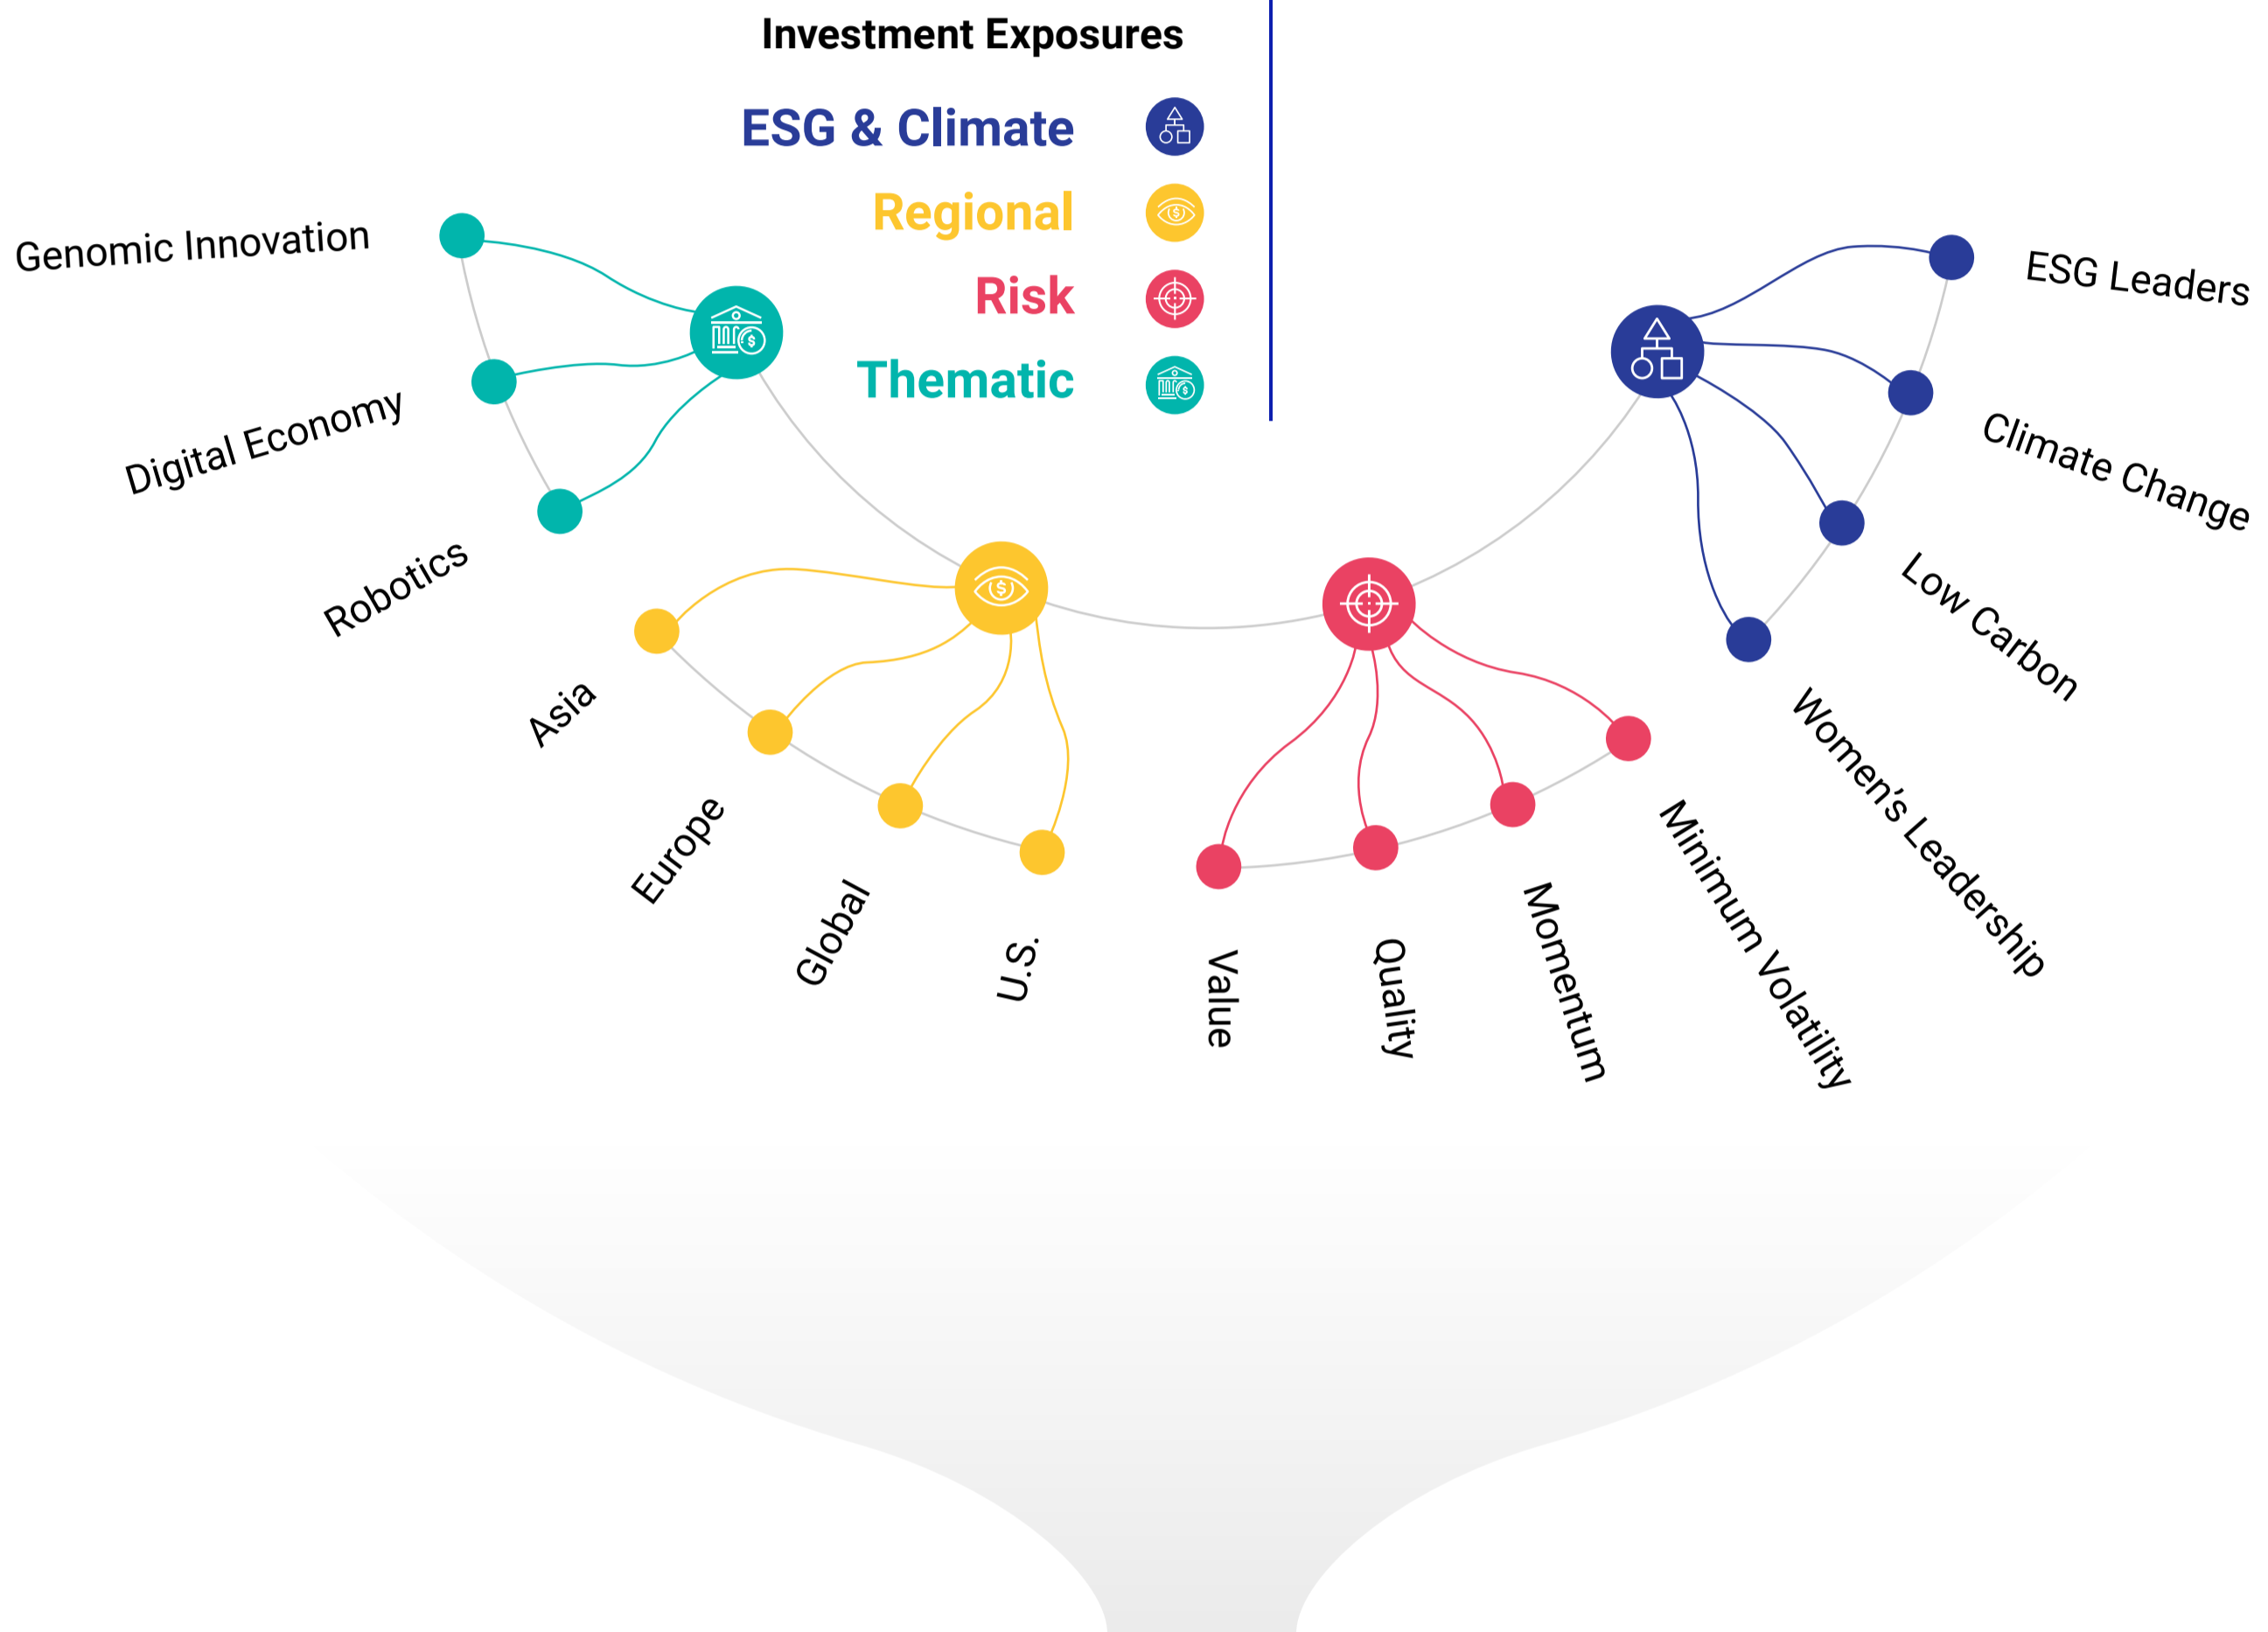 Investment Exposures
ESG & Climate
Regional
Risk
Thematic
Genomic Innovation
Digital Economy
Robotics
Asia
Europe
Global
U.S.
Value
Quality
Momentum
Minimum Volatility
Women's Leadership
Low Carbon
Climate Change
ESG Leaders